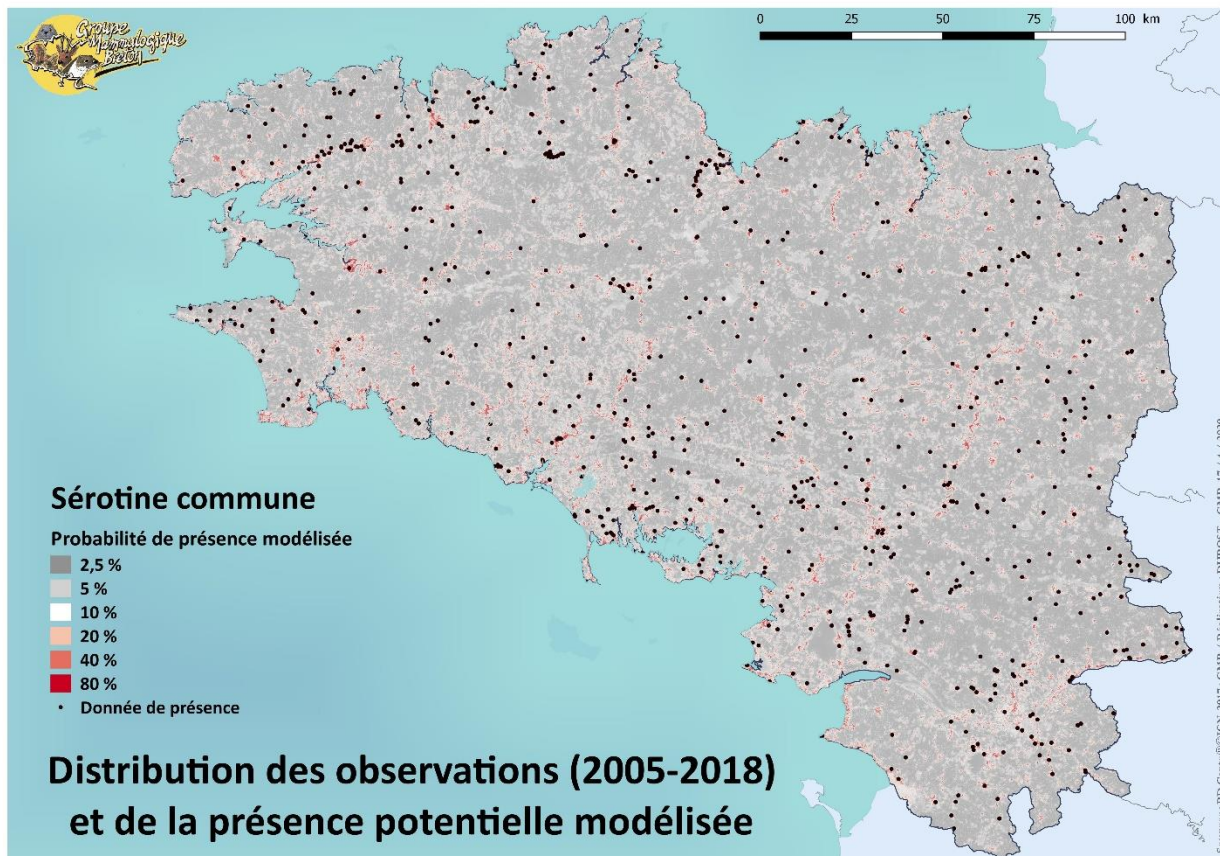 Groupe
Mammalogique
Breton
0 25 50 75 100 km
Sérotine commune
Probabilité de présence modélisée
2,5 %
5 %
10 %
20 %
40 %
80 %
Donnée de présence
Distribution des observations (2005-2018)
et de la présence potentielle modélisée